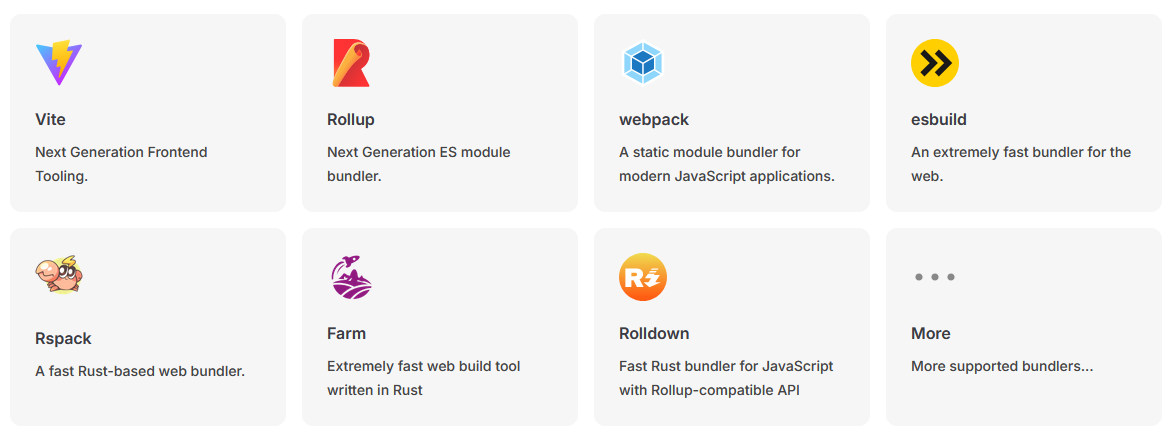 Vite
Next Generation Frontend
Tooling.
Rollup
Next Generation ES module
bundler.
webpack
A static module bundler for
modern JavaScript applications.
esbuild
An extremely fast bundler for the
web.
Rspack
A fast Rust-based web bundler.
Farm
Extremely fast web build tool
written in Rust
Rolldown
Fast Rust bundler for JavaScript
with Rollup-compatible API
More
More supported bundlers...